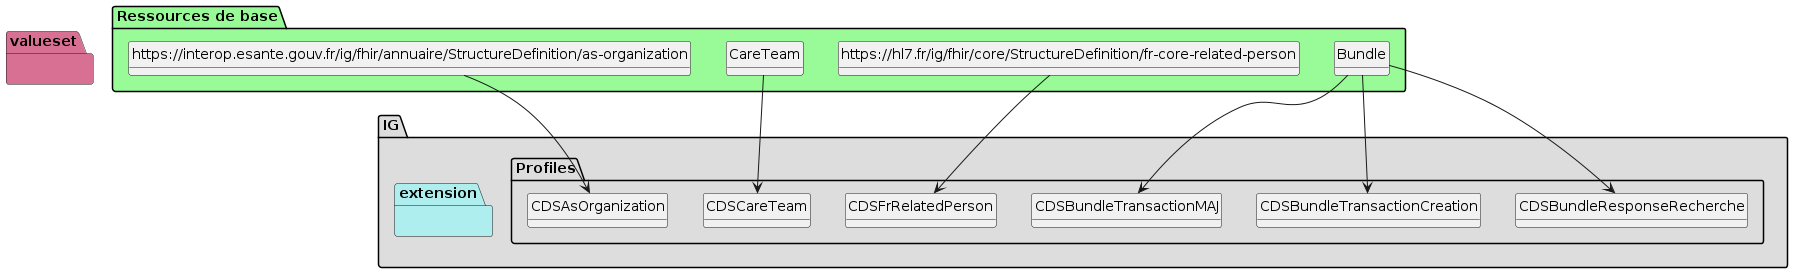 valueset
Ressources de base
https://interop.esante.gouv.fr/ig/fhir/annuaire/StructureDefinition/as-organization
CareTeam
https://hl7.fr/ig/fhir/core/StructureDefinition/fr-core-related-person
Bundle
IG
extension
Profiles
CDSAsOrganization
CDSCareTeam
CDSFrRelatedPerson
CDSBundleTransactionMAJ
CDSBundleTransactionCreation
CDSBundleResponseRecherche